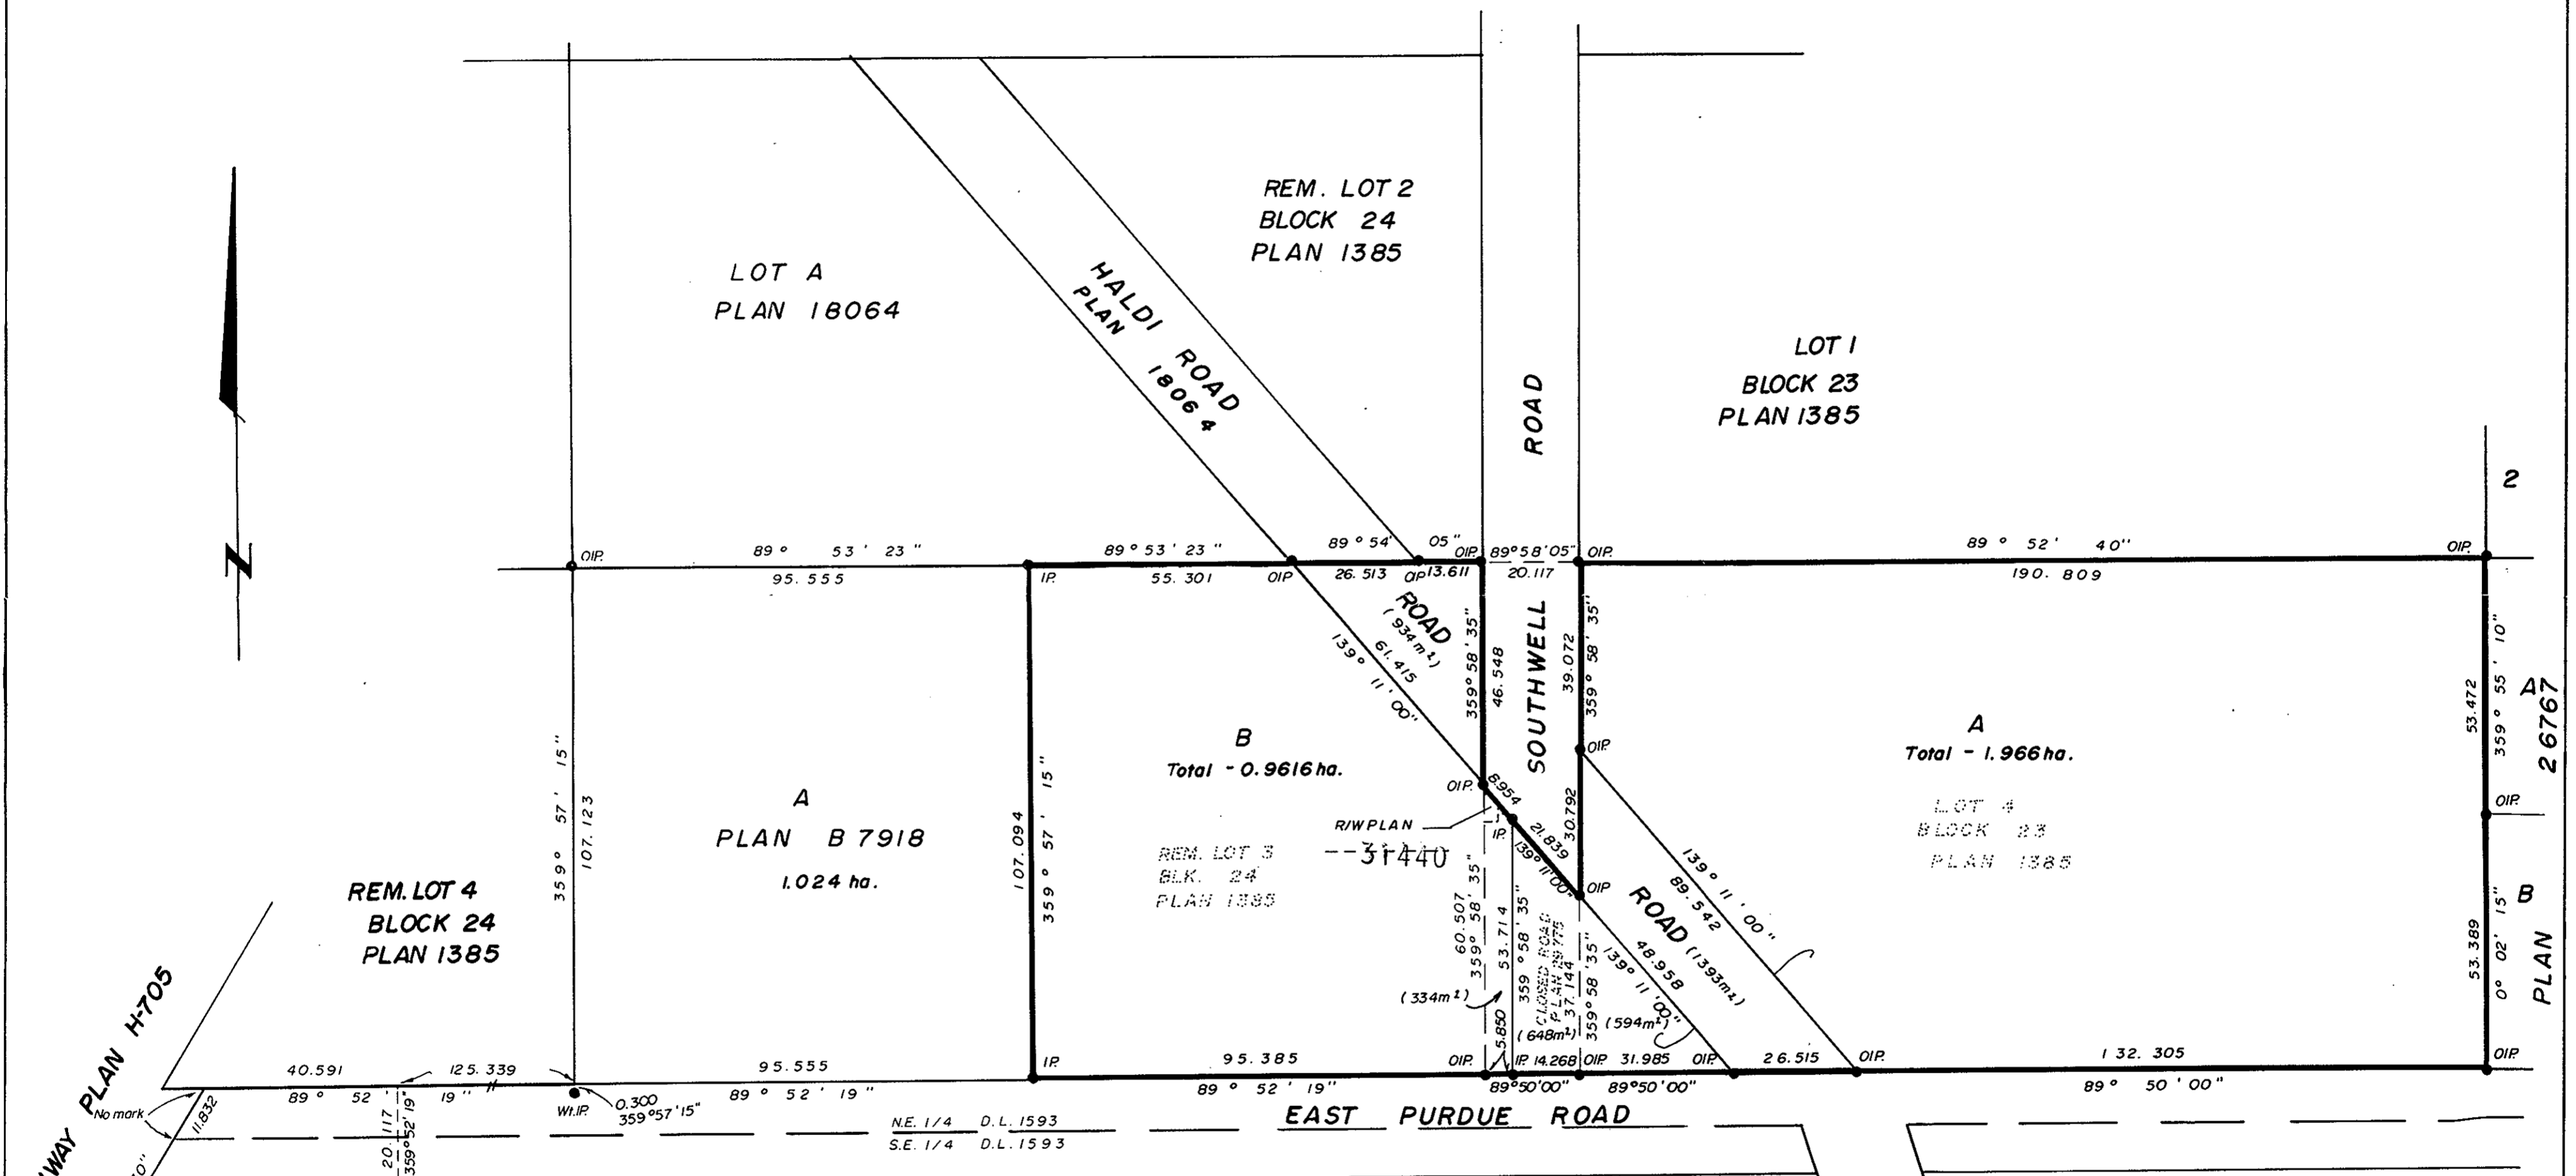 REM. LOT 2
BLOCK 24
PLAN 1385
LOT A
PLAN 18064
HALDI ROAD
PLAN 18064
LOT 1
BLOCK 23
PLAN 1385
ROAD
2
N
OIP.
89° 53' 23"
95.555
IP.
89° 53' 23"
55.301
OIP
89° 54' 05"
26.513
OIP
13.611
OIP.
89°58'05"
20.117
OIP.
89° 52' 40"
190.809
OIP.
ROAD
(934m²)
61.415
139° 11' 00"
359° 58' 35"
46.548
SOUTHWELL
39.072
359° 58' 35"
OIP.
53.472
359° 55' 10"
A
26767
A
Total - 1.966 ha.
LOT 4
BLOCK 23
PLAN 1385
B
Total - 0.9616 ha.
OIP.
8.954
R/W PLAN
31440
IP.
21.839
139° 11' 00"
30.792
OIP
REM. LOT 3
BLK. 24
PLAN 1385
A
PLAN B 7918
1.024 ha.
359° 57' 15"
107.123
107.094
359° 57' 15"
REM. LOT 4
BLOCK 24
PLAN 1385
60.507
359° 58' 35"
53.714
359° 58' 35"
CLOSED ROAD
PLAN 29775
37.144
359° 58' 35"
139° 11' 00"
48.958
ROAD (1393m²)
89.542
139° 11' 00"
OIP.
B
PLAN
53.389
0° 02' 15"
(334m²)
(648m²)
(594m²)
WAY PLAN H-705
No mark
11.832
40.591
125.339
89° 52' 19"
20.117
359°52'19"
Wt.IP.
0.300
359°57'15"
95.555
89° 52' 19"
IP.
95.385
89° 52' 19"
OIP.
5.850
IP.
14.268
89°50'00"
OIP.
31.985
89°50'00"
OIP.
26.515
OIP.
132.305
89° 50' 00"
OIP.
EAST PURDUE ROAD
N.E. 1/4 D.L. 1593
S.E. 1/4 D.L. 1593